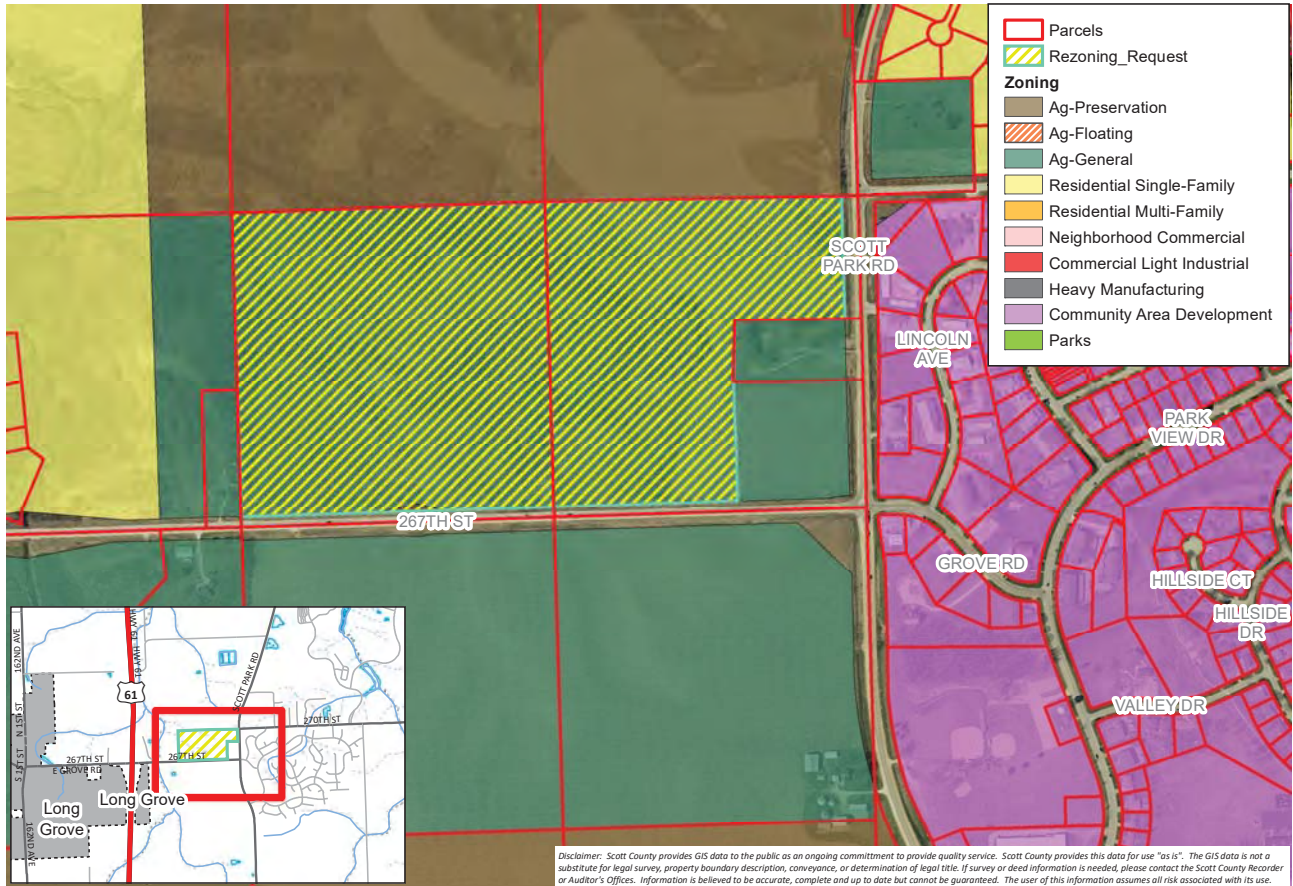 Parcels
Rezoning_Request
Zoning
Ag-Preservation
Ag-Floating
Ag-General
Residential Single-Family
Residential Multi-Family
Neighborhood Commercial
Commercial Light Industrial
Heavy Manufacturing
Community Area Development
Parks
SCOTT
PARK RD
LINCOLN
AVE
PARK
VIEW DR
267TH ST
GROVE RD
HILLSIDE CT
HILLSIDE
DR
VALLEY DR
162ND AVE
HWY 61 HWY 61
61
SCOTT PARK RD
N 1ST ST
270TH ST
267TH ST
267TH ST
E GROVE RD
S 1ST ST
Long Grove
Long
Grove
162ND AVE
Disclaimer: Scott County provides GIS data to the public as an ongoing committment to provide quality service. Scott County provides this data for use "as is". The GIS data is not a
substitute for legal survey, property boundary description, conveyance, or determination of legal title. If survey or deed information is needed, please contact the Scott County Recorder
or Auditor's Offices. Information is believed to be accurate, complete and up to date but cannot be guaranteed. The user of this information assumes all risk associated with its use.